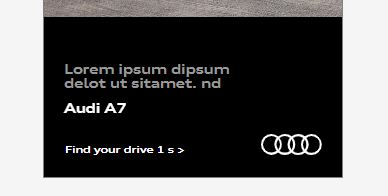 Lorem ipsum dipsum
delot ut sitamet. nd
Audi A7
Find your drive 1 s >